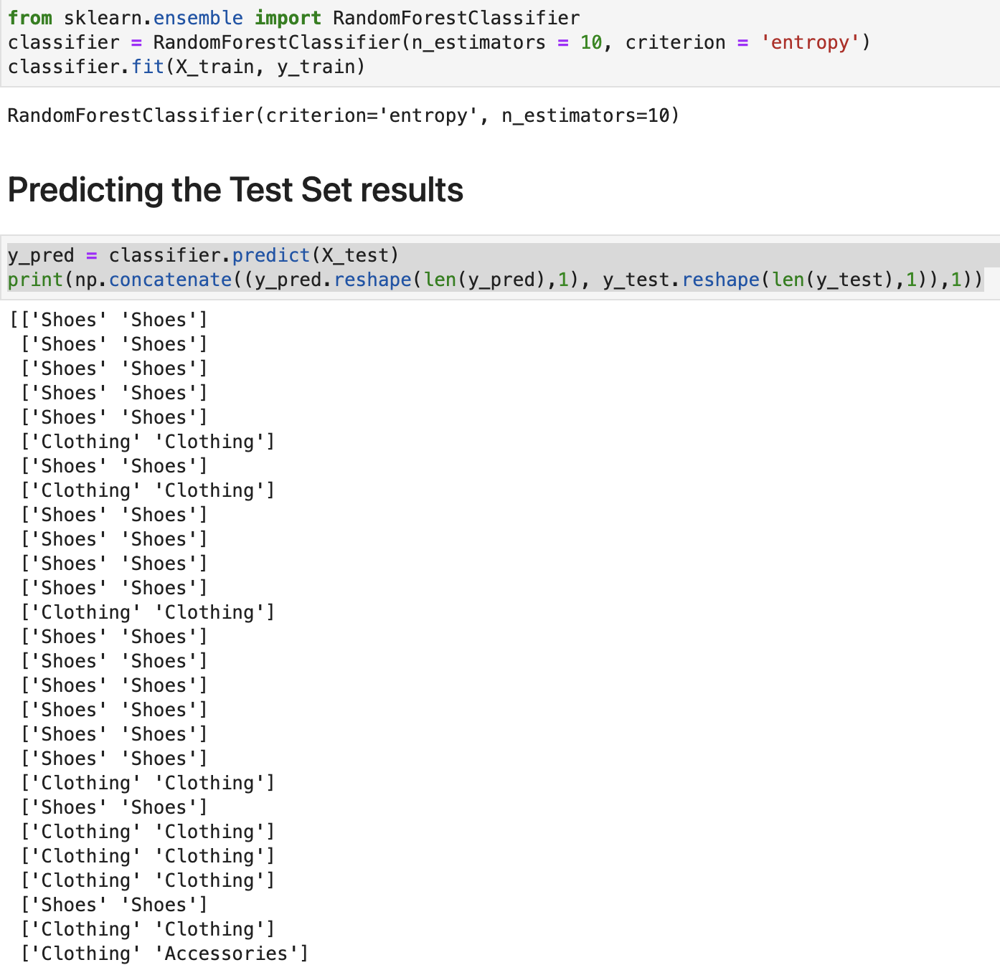 from sklearn.ensemble import RandomForestClassifier
classifier = RandomForestClassifier(n_estimators = 10, criterion = 'entropy')
classifier.fit(X_train, y_train)
RandomForestClassifier(criterion='entropy', n_estimators=10)
Predicting the Test Set results
y_pred = classifier.predict(X_test)
print(np.concatenate((y_pred.reshape(len(y_pred),1), y_test.reshape(len(y_test),1)),1))
[['Shoes' 'Shoes']
['Shoes' 'Shoes']
['Shoes' 'Shoes']
['Shoes' 'Shoes']
['Shoes' 'Shoes']
['Clothing' 'Clothing']
['Shoes' 'Shoes']
['Clothing' 'Clothing']
['Shoes' 'Shoes']
['Shoes' 'Shoes']
['Shoes' 'Shoes']
['Shoes' 'Shoes']
['Clothing' 'Clothing']
['Shoes' 'Shoes']
['Shoes' 'Shoes']
['Shoes' 'Shoes']
['Shoes' 'Shoes']
['Shoes' 'Shoes']
['Shoes' 'Shoes']
['Clothing' 'Clothing']
['Shoes' 'Shoes']
['Clothing' 'Clothing']
['Clothing' 'Clothing']
['Clothing' 'Clothing']
['Shoes' 'Shoes']
['Clothing' 'Clothing']
['Clothing' 'Accessories']